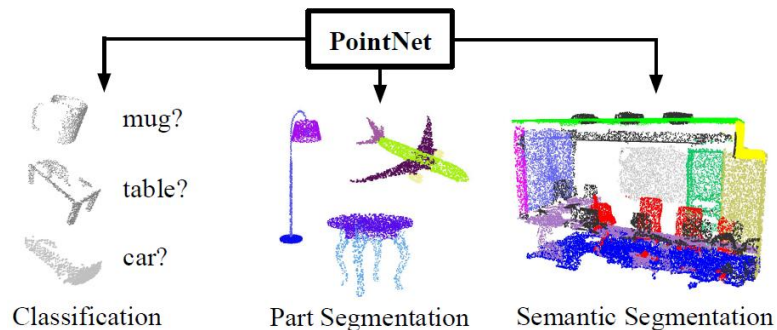 PointNet
mug?
table?
car?
Classification
Part Segmentation
Semantic Segmentation